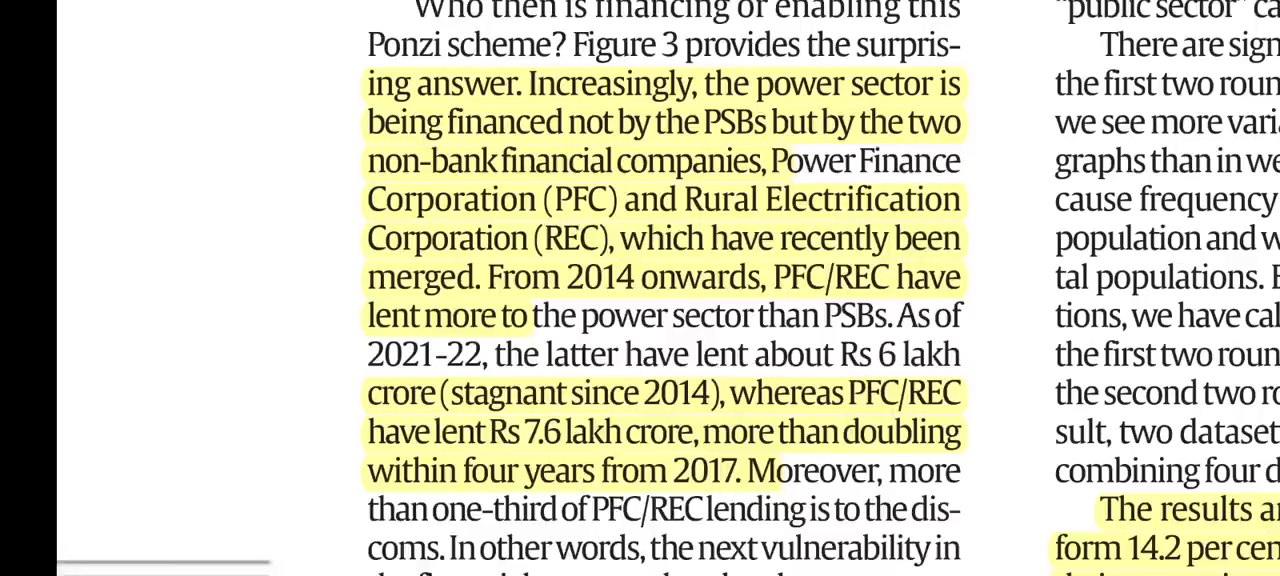 Who then is financing or enabling this
Ponzi scheme? Figure 3 provides the surpris-
ing answer. Increasingly, the power sector is
being financed not by the PSBs but by the two
non-bank financial companies, Power Finance
Corporation (PFC) and Rural Electrification
Corporation (REC), which have recently been
merged. From 2014 onwards, PFC/REC have
lent more to the power sector than PSBs. As of
2021-22, the latter have lent about Rs 6 lakh
crore (stagnant since 2014), whereas PFC/REC
have lent Rs 7.6 lakh crore, more than doubling
within four years from 2017. Moreover, more
than one-third of PFC/REC lending is to the dis-
coms. In other words, the next vulnerability in
"public sector" ca
There are sign
the first two roun
we see more varia
graphs than in we
cause frequency
population and w
tal populations.
tions, we have cal
the first two roun
the second two ro
sult, two dataset
combining four d
The results a
form 14.2 per cen